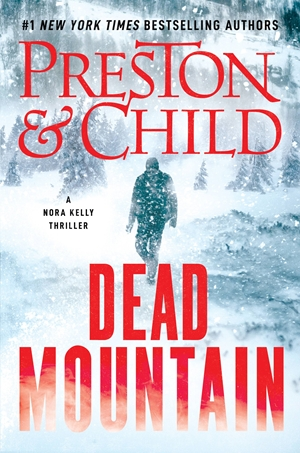 #1 NEW YORK TIMES BESTSELLING AUTHORS
PRESTON
& CHILD
A
NORA KELLY
THRILLER
DEAD
MOUNTAIN